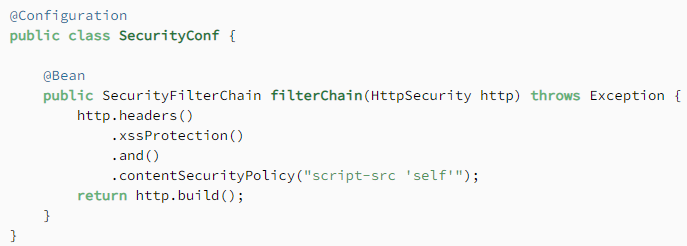 @Configuration
public class SecurityConf {
@Bean
public SecurityFilterChain filterChain(HttpSecurity http) throws Exception {
http.headers()
.xssProtection()
.and()
.contentSecurityPolicy("script-src 'self'");
return http.build();
}
}